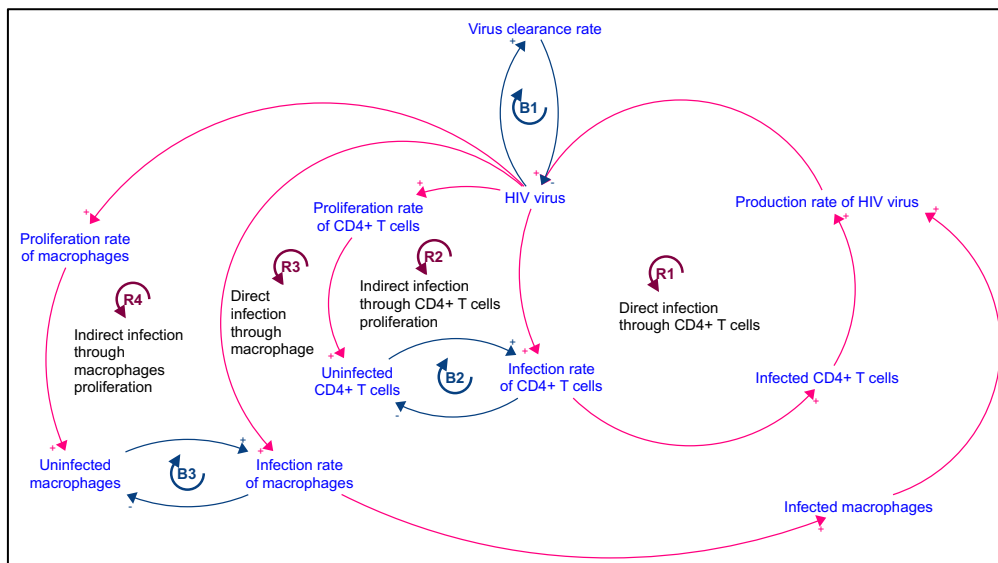 Virus clearance rate
+
B1
+
-
HIV virus
+
Proliferation rate
of CD4+ T cells
Production rate of HIV virus
+
+
+
Proliferation rate
of macrophages
R4
Indirect infection
through
macrophages
proliferation
R3
Direct
infection
through
macrophage
R2
Indirect infection
through CD4+ T cells
proliferation
R1
Direct infection
through CD4+ T cells
+
Uninfected
CD4+ T cells
+
-
B2
+
Infection rate
of CD4+ T cells
Infected CD4+ T cells
+
+
Uninfected
macrophages
-
B3
+
+
Infection rate
of macrophages
Infected macrophages
+